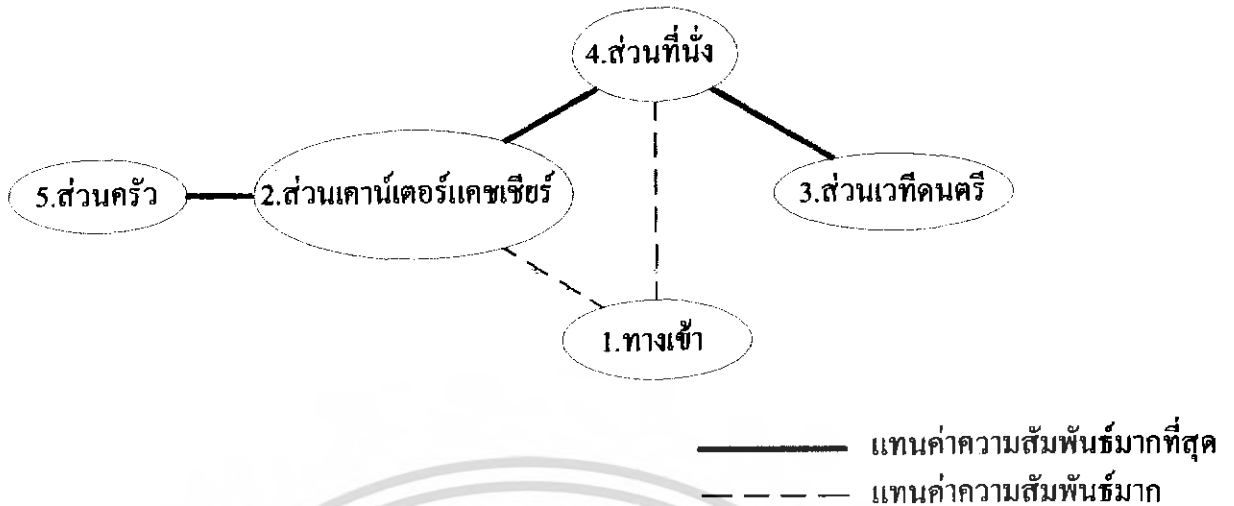 4.ส่วนที่นั่ง
5.ส่วนครัว
2.ส่วนเคาน์เตอร์แคชเชียร์
3.ส่วนเวทีดนตรี
1.ทางเข้า
แทนค่าความสัมพันธ์มากที่สุด
แทนค่าความสัมพันธ์มาก